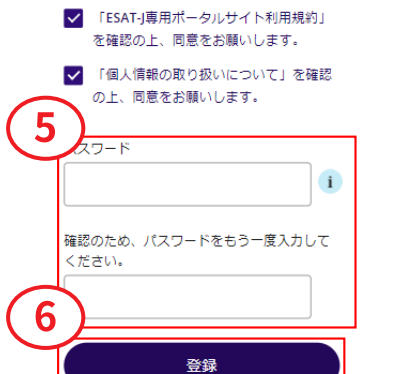 「ESAT-J専用ポータルサイト利用規約」
を確認の上、同意をお願いします。
「個人情報の取り扱いについて」を確認
の上、同意をお願いします。
5
パスワード
i
確認のため、パスワードをもう一度入力して
ください。
6
登録